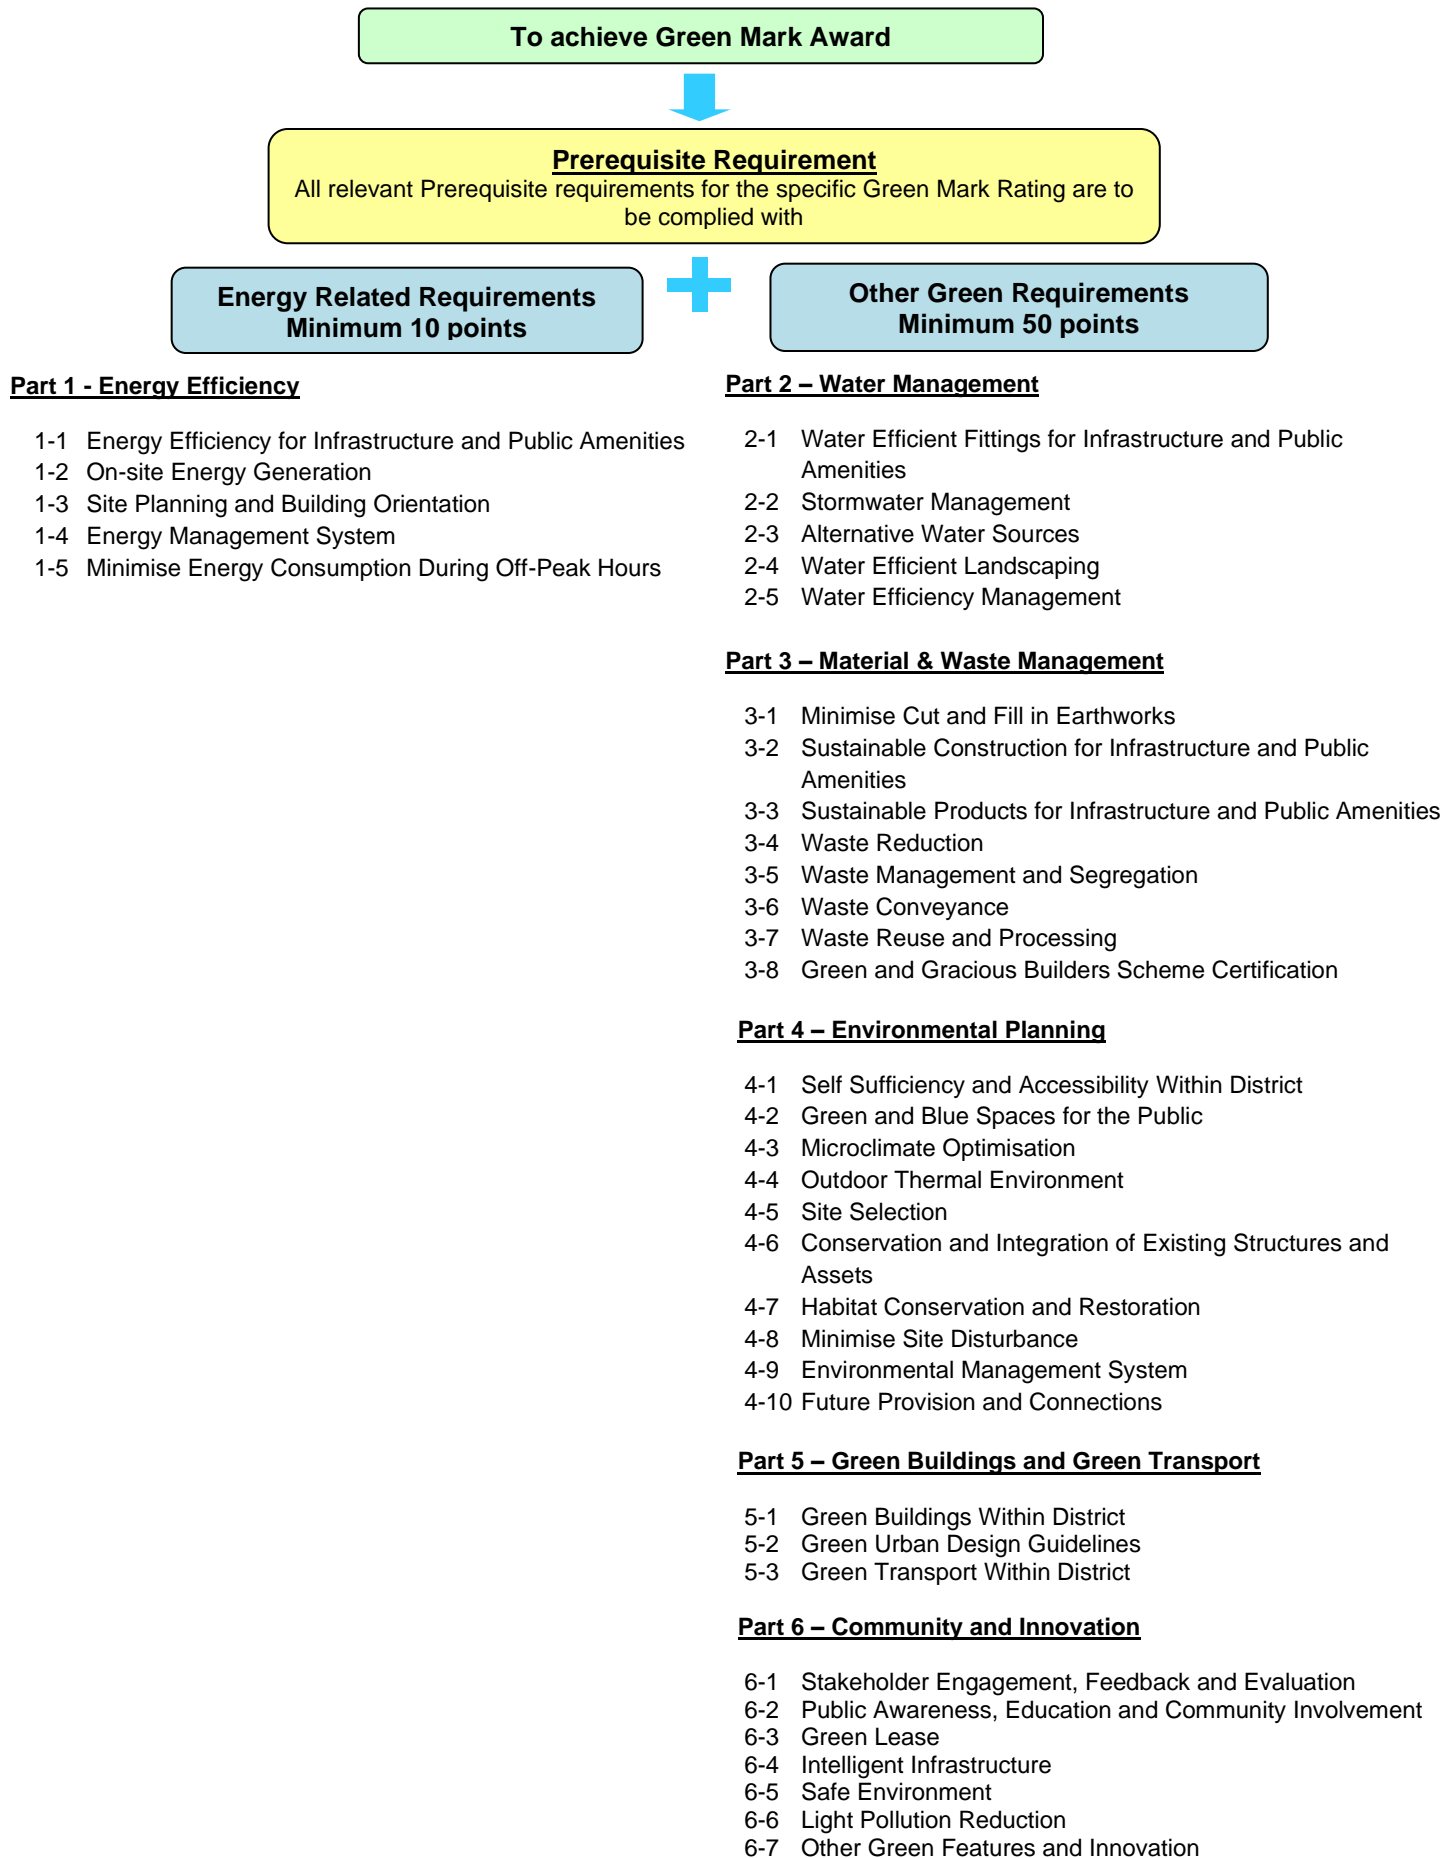 To achieve Green Mark Award
Prerequisite Requirement
All relevant Prerequisite requirements for the specific Green Mark Rating are to
be complied with
Energy Related Requirements
Minimum 10 points
Other Green Requirements
Minimum 50 points
Part 1 - Energy Efficiency
1-1 Energy Efficiency for Infrastructure and Public Amenities
1-2 On-site Energy Generation
1-3 Site Planning and Building Orientation
1-4 Energy Management System
1-5 Minimise Energy Consumption During Off-Peak Hours
Part 2 – Water Management
2-1 Water Efficient Fittings for Infrastructure and Public
Amenities
2-2 Stormwater Management
2-3 Alternative Water Sources
2-4 Water Efficient Landscaping
2-5 Water Efficiency Management
Part 3 – Material & Waste Management
3-1 Minimise Cut and Fill in Earthworks
3-2 Sustainable Construction for Infrastructure and Public
Amenities
3-3 Sustainable Products for Infrastructure and Public Amenities
3-4 Waste Reduction
3-5 Waste Management and Segregation
3-6 Waste Conveyance
3-7 Waste Reuse and Processing
3-8 Green and Gracious Builders Scheme Certification
Part 4 – Environmental Planning
4-1 Self Sufficiency and Accessibility Within District
4-2 Green and Blue Spaces for the Public
4-3 Microclimate Optimisation
4-4 Outdoor Thermal Environment
4-5 Site Selection
4-6 Conservation and Integration of Existing Structures and
Assets
4-7 Habitat Conservation and Restoration
4-8 Minimise Site Disturbance
4-9 Environmental Management System
4-10 Future Provision and Connections
Part 5 – Green Buildings and Green Transport
5-1 Green Buildings Within District
5-2 Green Urban Design Guidelines
5-3 Green Transport Within District
Part 6 – Community and Innovation
6-1 Stakeholder Engagement, Feedback and Evaluation
6-2 Public Awareness, Education and Community Involvement
6-3 Green Lease
6-4 Intelligent Infrastructure
6-5 Safe Environment
6-6 Light Pollution Reduction
6-7 Other Green Features and Innovation